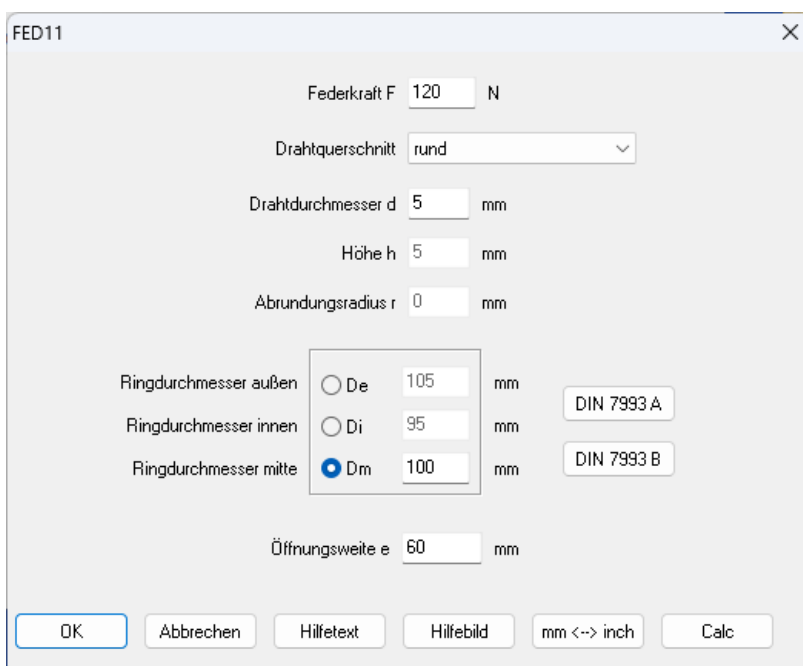 FED11
Federkraft F 120 N
Drahtquerschnitt rund
Drahtdurchmesser d 5 mm
Höhe h 5 mm
Abrundungsradius r 0 mm
Ringdurchmesser außen De 105 mm
DIN 7993 A
Ringdurchmesser innen Di 95 mm
DIN 7993 B
Ringdurchmesser mitte Dm 100 mm
Öffnungsweite e 60 mm
OK Abbrechen Hilfetext Hilfebild mm <--> inch Calc